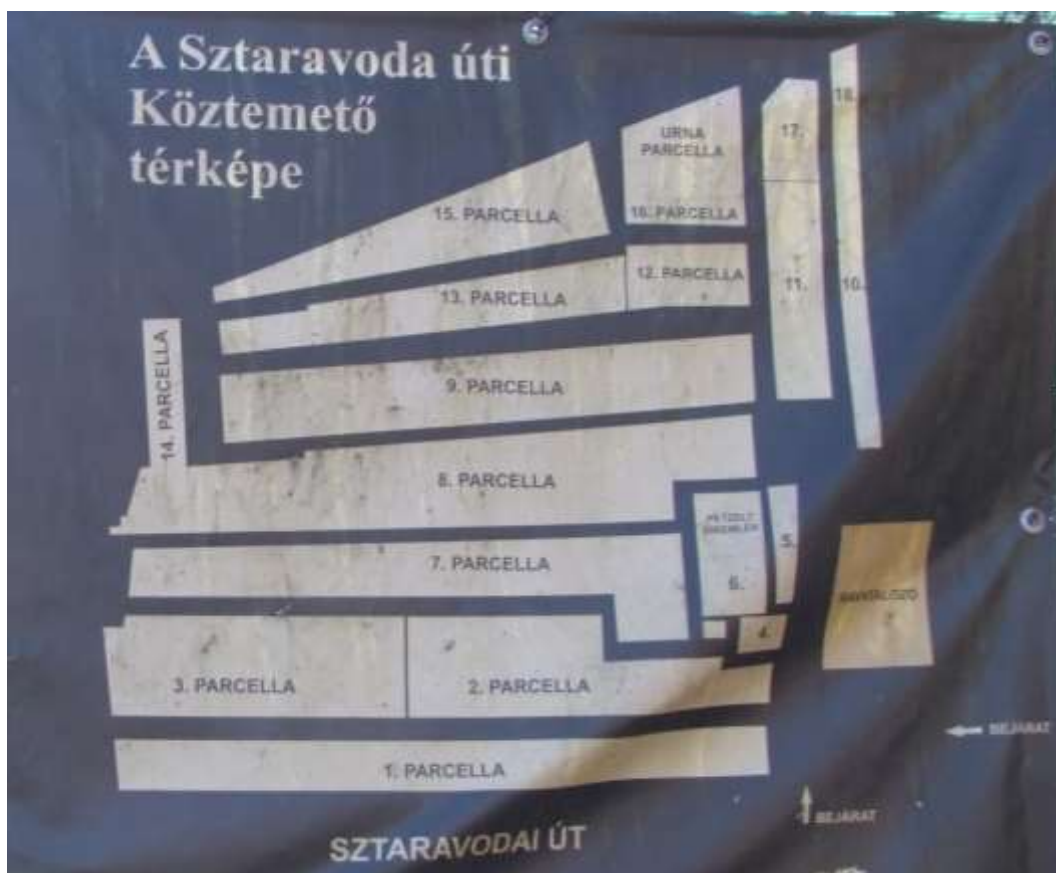 A Sztaravoda úti
Köztemető
térképe
18.
17.
URNA
PARCELLA
15. PARCELLA
16. PARCELLA
12. PARCELLA
13. PARCELLA
11.
10.
9. PARCELLA
14. PARCELLA
8. PARCELLA
5.
7. PARCELLA
6.
RAVATALOZÓ
4.
3. PARCELLA
2. PARCELLA
BEJÁRAT
1. PARCELLA
BEJÁRAT
SZTARAVODAI ÚT